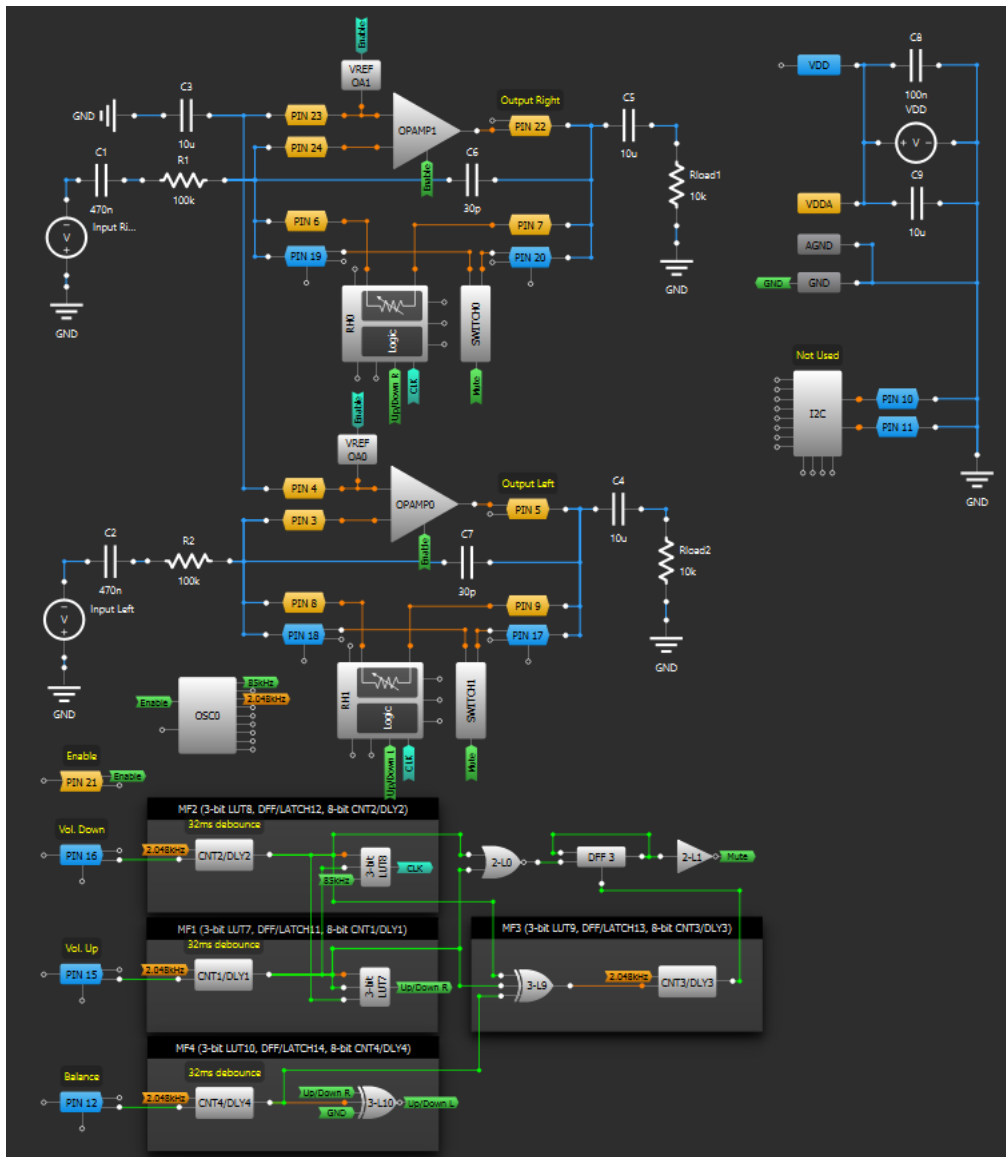 Enable
VREF
OA1
C3
GND
10u
PIN 23
PIN 24
OPAMP1
Enable
Output Right
PIN 22
C5
10u
Rload1
10k
GND
C1
470n
R1
100k
Input Ri...
V
GND
C6
30p
PIN 6
PIN 19
PIN 7
PIN 20
RH0
Logic
SWITCH0
Up/Down R
CLK
Mute
VDD
C8
100n
VDD
V
C9
10u
VDDA
AGND
GND
GND
Not Used
I2C
PIN 10
PIN 11
GND
Enable
VREF
OA0
PIN 4
PIN 3
OPAMP0
Enable
Output Left
PIN 5
C4
10u
Rload2
10k
GND
C2
470n
R2
100k
Input Left
V
GND
C7
30p
PIN 8
PIN 18
PIN 9
PIN 17
RH1
Logic
SWITCH1
Up/Down L
CLK
Mute
Enable
OSC0
85kHz
2.048kHz
Enable
PIN 21
Enable
MF2 (3-bit LUT8, DFF/LATCH12, 8-bit CNT2/DLY2)
32ms debounce
Vol. Down
PIN 16
2.048kHz
CNT2/DLY2
85kHz
3-bit
LUT8
CLK
2-L0
DFF 3
2-L1
Mute
MF1 (3-bit LUT7, DFF/LATCH11, 8-bit CNT1/DLY1)
32ms debounce
Vol. Up
PIN 15
2.048kHz
CNT1/DLY1
3-bit
LUT7
Up/Down R
MF3 (3-bit LUT9, DFF/LATCH13, 8-bit CNT3/DLY3)
3-L9
2.048kHz
CNT3/DLY3
MF4 (3-bit LUT10, DFF/LATCH14, 8-bit CNT4/DLY4)
32ms debounce
Balance
PIN 12
2.048kHz
CNT4/DLY4
Up/Down R
GND
3-L10
Up/Down L